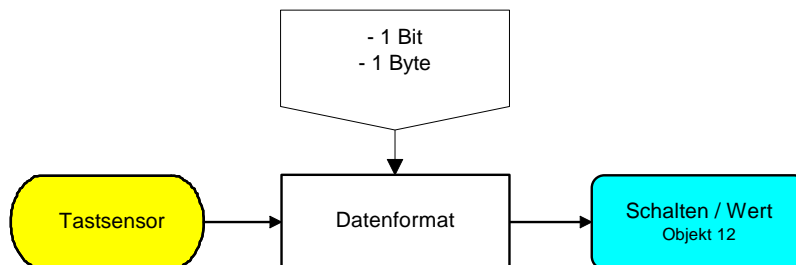 - 1 Bit
- 1 Byte
Tastsensor
Datenformat
Schalten / Wert
Objekt 12